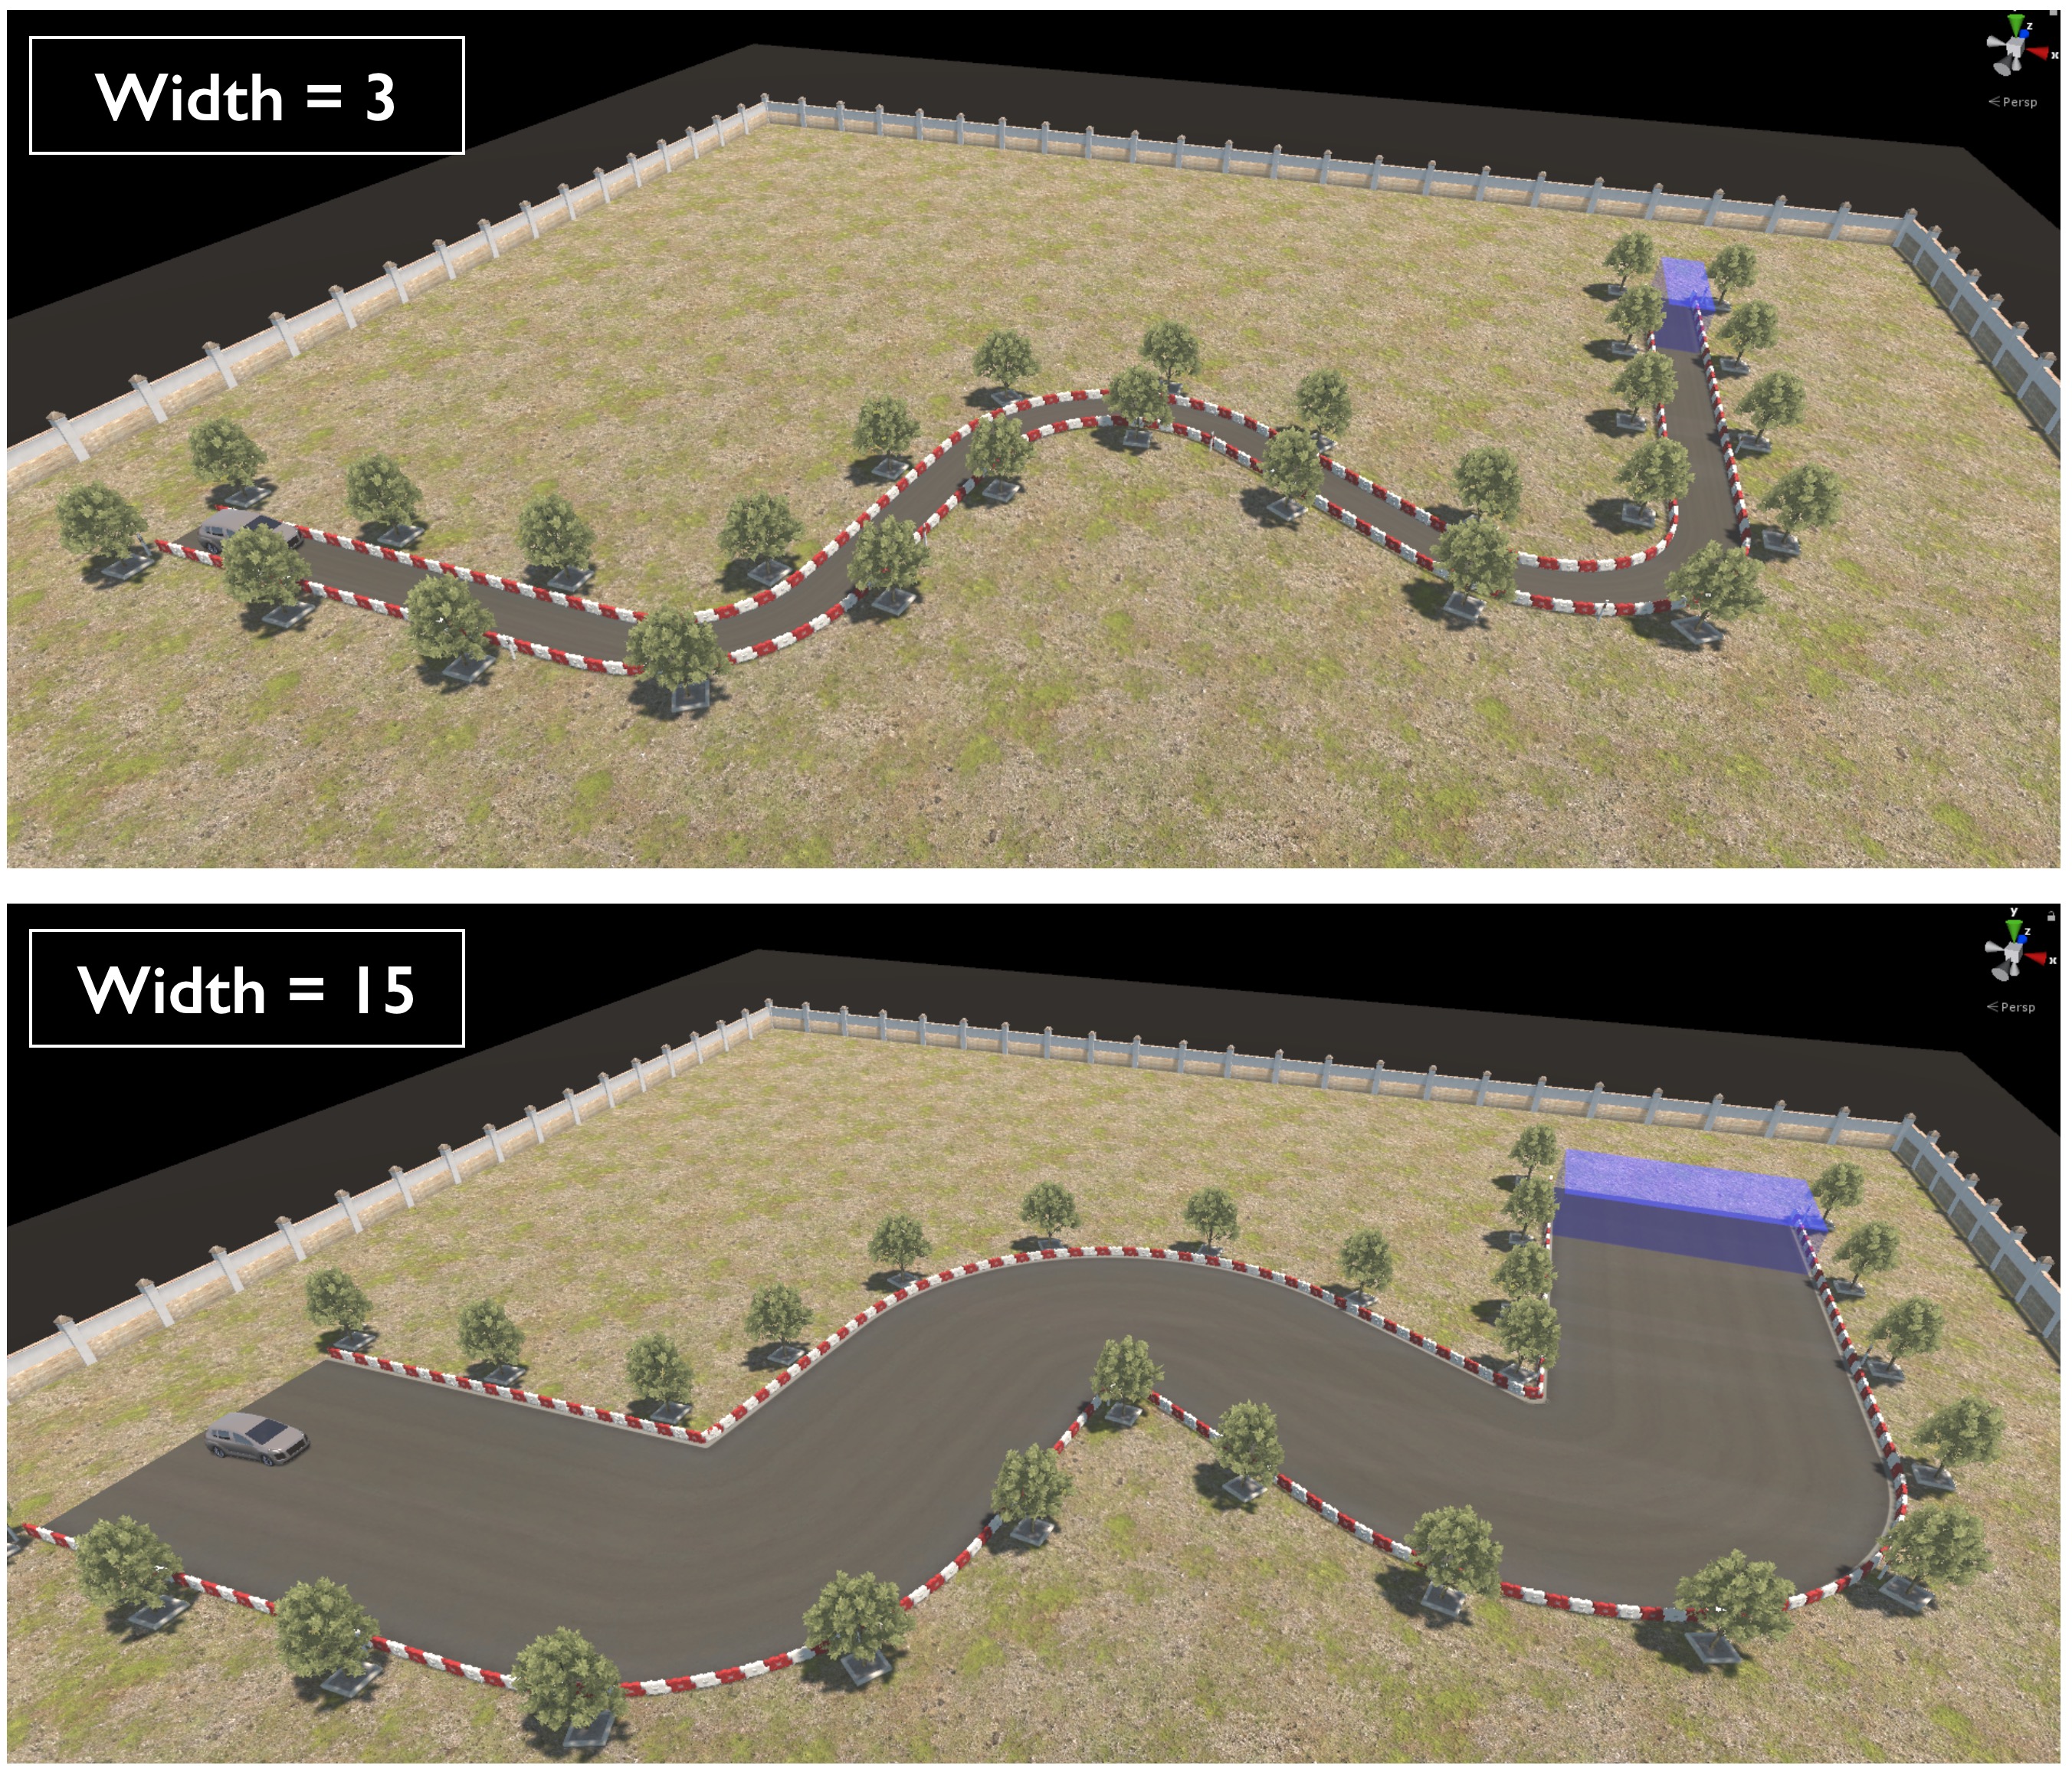 Width = 3
z
x
Persp
Width = 15
y
z
x
Persp